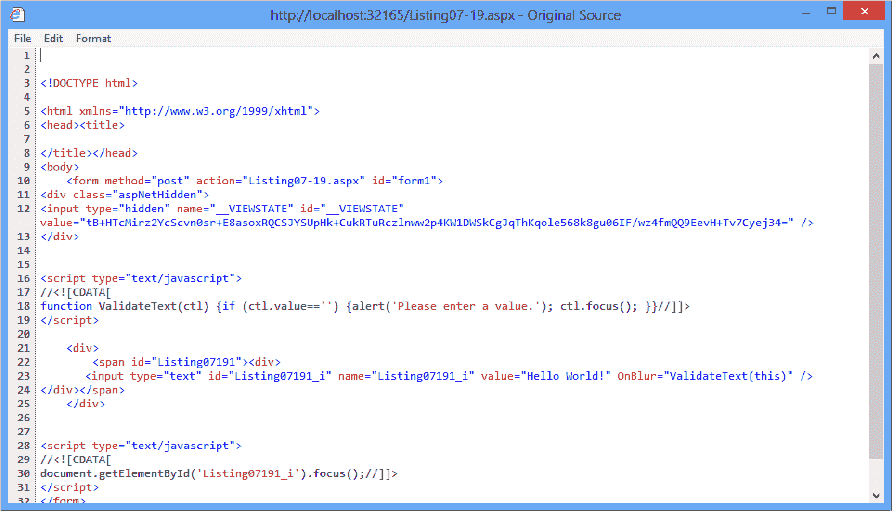 http://localhost:32165/Listing07-19.aspx - Original Source
File Edit Format
1
2
3 <!DOCTYPE html>
4
5 <html xmlns="http://www.w3.org/1999/xhtml">
6 <head><title>
7
8 </title></head>
9 <body>
10 <form method="post" action="Listing07-19.aspx" id="form1">
11 <div class="aspNetHidden">
12 <input type="hidden" name="__VIEWSTATE" id="__VIEWSTATE"
value="tB+HTcMirz2YcScvn0sr+E8asoxRQCSJYSUpHk+CukRTuRczlnww2p4KW1DWSkCgJqThKqole568k8gu06IF/wz4fmQQ9EevH+Tv7Cyej34=" />
13 </div>
14
15
16 <script type="text/javascript">
17 //<![CDATA[
18 function ValidateText(ctl) {if (ctl.value=='') {alert('Please enter a value.'); ctl.focus(); }}//]]>
19 </script>
20
21 <div>
22 <span id="Listing07191"><div>
23 <input type="text" id="Listing07191_i" name="Listing07191_i" value="Hello World!" OnBlur="ValidateText(this)" />
24 </div></span>
25 </div>
26
27
28 <script type="text/javascript">
29 //<![CDATA[
30 document.getElementById('Listing07191_i').focus();//]]>
31 </script>
32 </form>